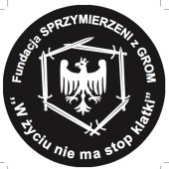 Fundacja SPRZYMIERZENI z GROM
„W życiu nie ma stop klatki”